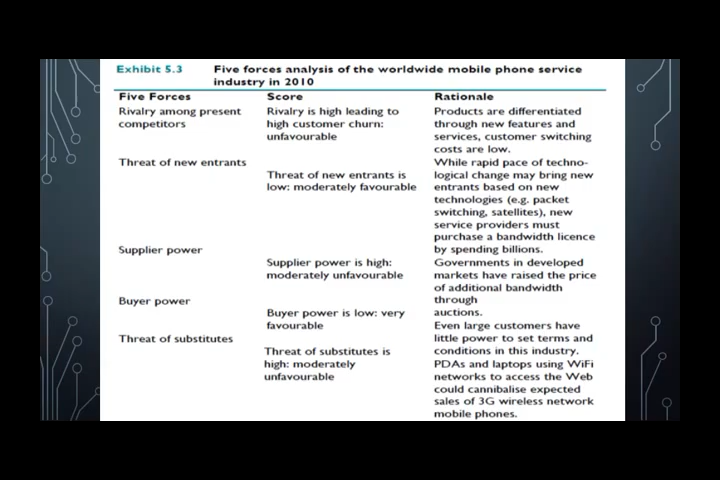 Exhibit 5.3 Five forces analysis of the worldwide mobile phone service
industry in 2010
Five Forces Score Rationale
Rivalry among present
competitors
Rivalry is high leading to
high customer churn:
unfavourable
Products are differentiated
through new features and
services, customer switching
costs are low.
Threat of new entrants
Threat of new entrants is
low: moderately favourable
While rapid pace of techno-
logical change may bring new
entrants based on new
technologies (e.g. packet
switching, satellites), new
service providers must
purchase a bandwidth licence
by spending billions.
Supplier power
Supplier power is high:
moderately unfavourable
Governments in developed
markets have raised the price
of additional bandwidth
through
auctions.
Buyer power
Buyer power is low: very
favourable
Even large customers have
little power to set terms and
conditions in this industry.
Threat of substitutes
Threat of substitutes is
high: moderately
unfavourable
PDAs and laptops using WiFi
networks to access the Web
could cannibalise expected
sales of 3G wireless network
mobile phones.